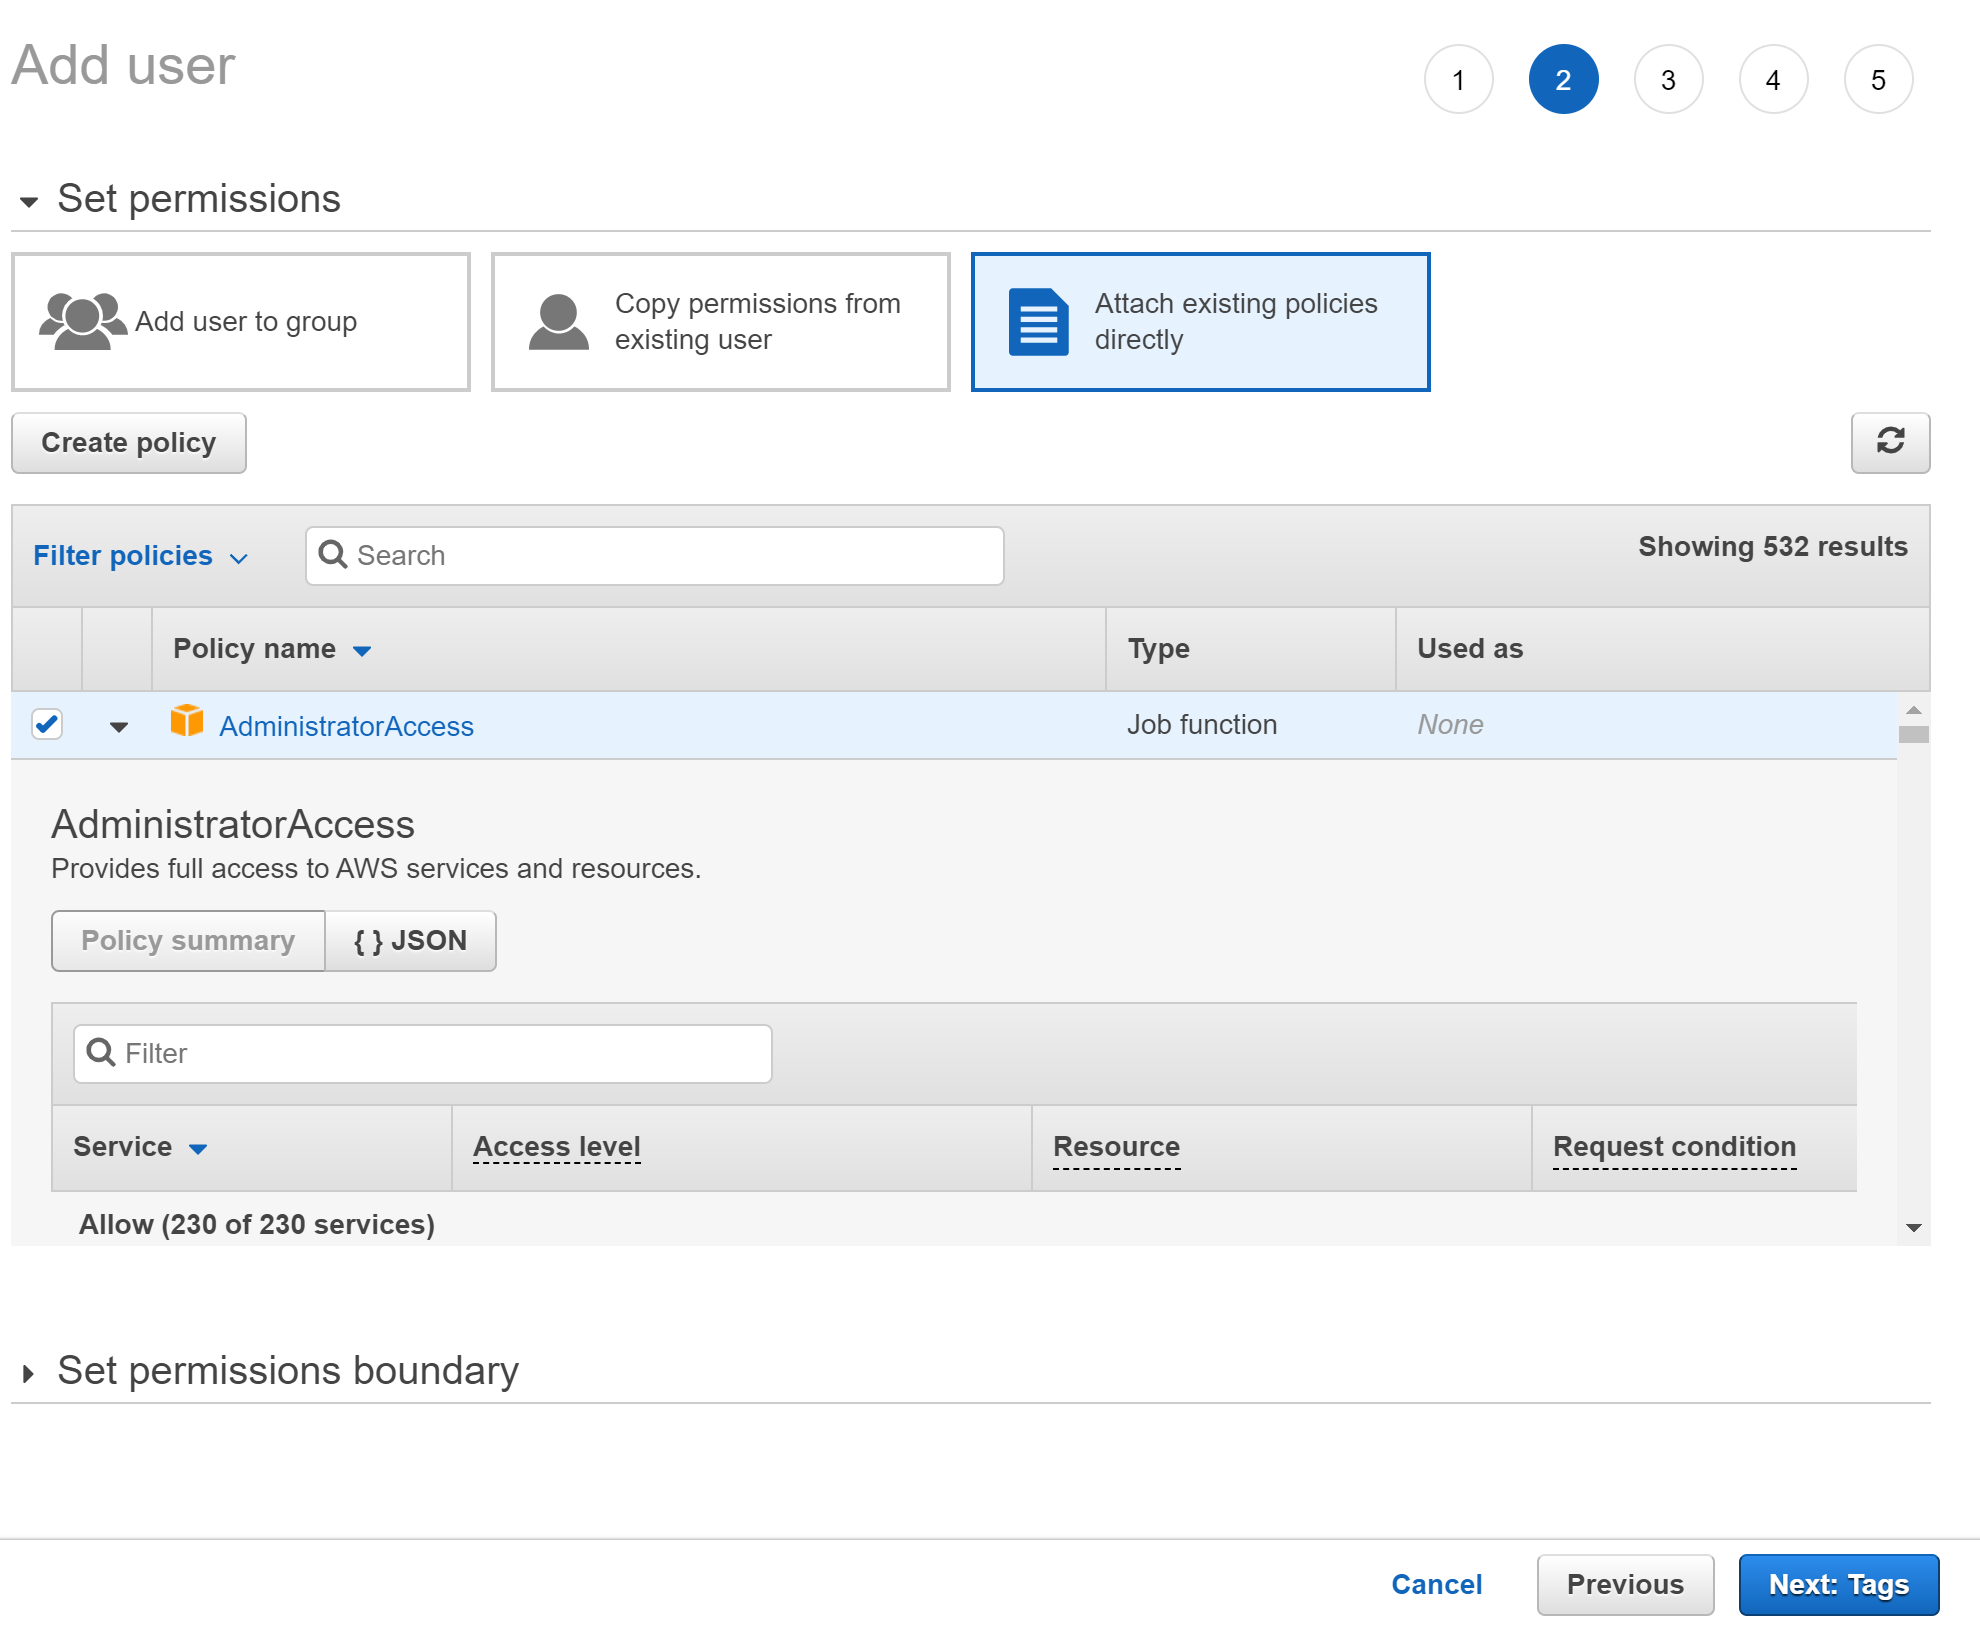 Add user
1 2 3 4 5
Set permissions
Add user to group
Copy permissions from
existing user
Attach existing policies
directly
Create policy
Filter policies
Search
Showing 532 results
Policy name Type Used as
AdministratorAccess Job function None
AdministratorAccess
Provides full access to AWS services and resources.
Policy summary { } JSON
Filter
Service Access level Resource Request condition
Allow (230 of 230 services)
Set permissions boundary
Cancel Previous Next: Tags